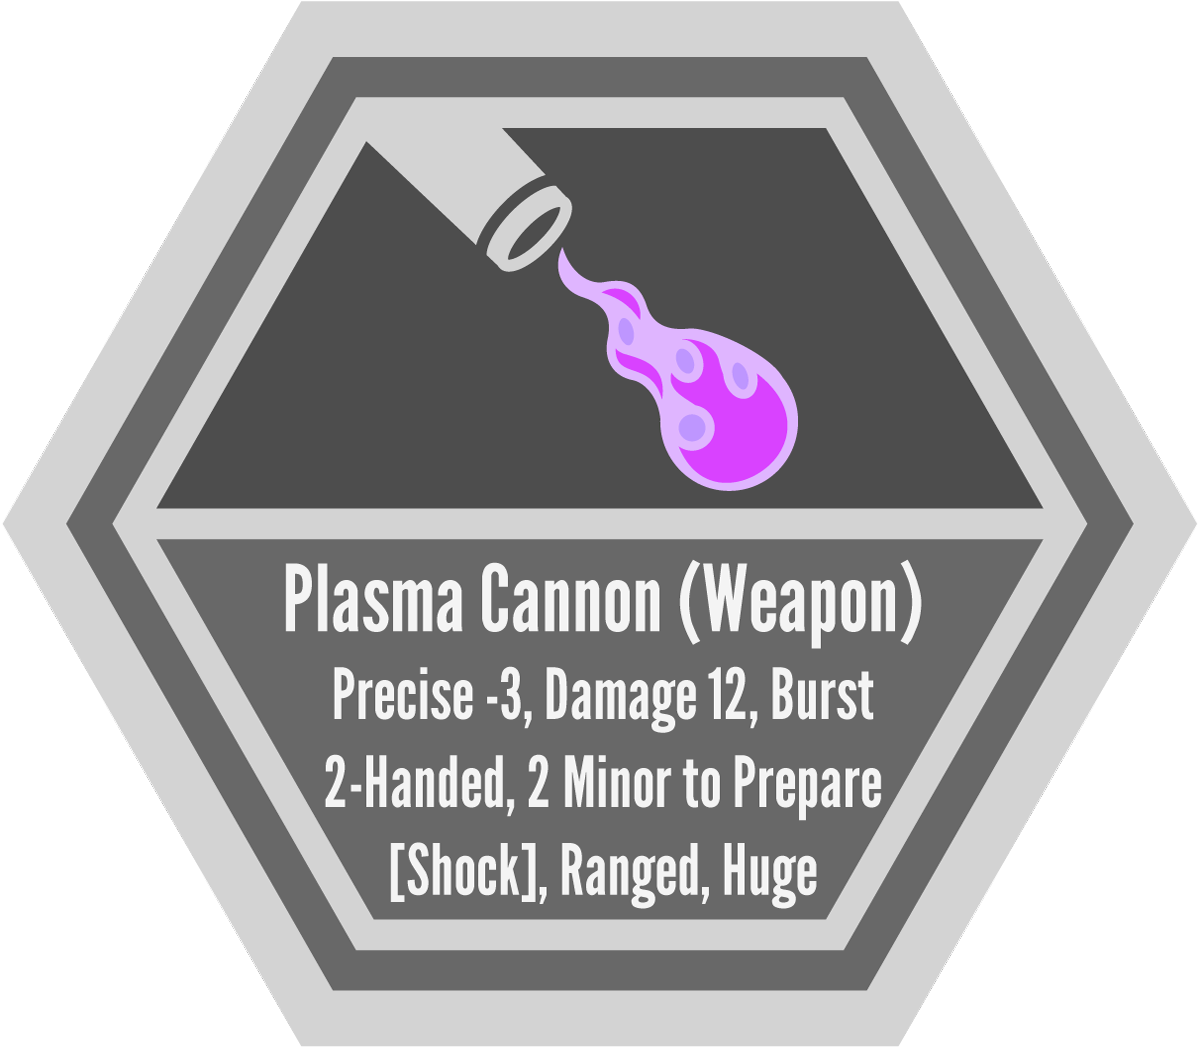 Plasma Cannon (Weapon)
Precise -3, Damage 12, Burst
2-Handed, 2 Minor to Prepare
[Shock], Ranged, Huge